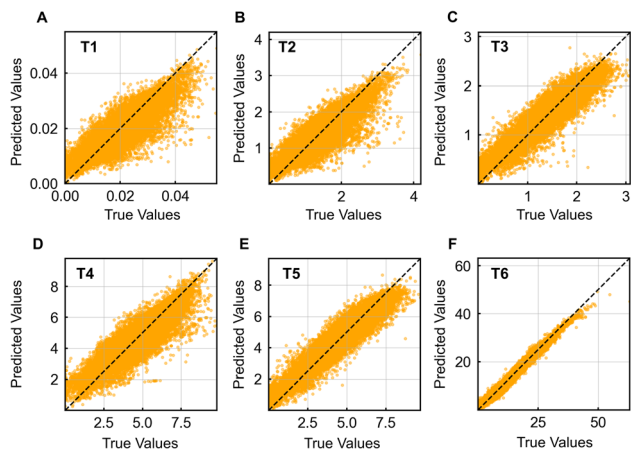 A
B
C
T1
T2
T3
Predicted Values
0.04
0.02
0.00
0.00
0.02
0.04
True Values
Predicted Values
4
3
2
1
2
4
True Values
Predicted Values
3
2
1
1
2
3
True Values
D
E
F
T4
T5
T6
Predicted Values
8
6
4
2
2.5
5.0
7.5
True Values
Predicted Values
8
6
4
2
2.5
5.0
7.5
True Values
Predicted Values
60
40
20
25
50
True Values